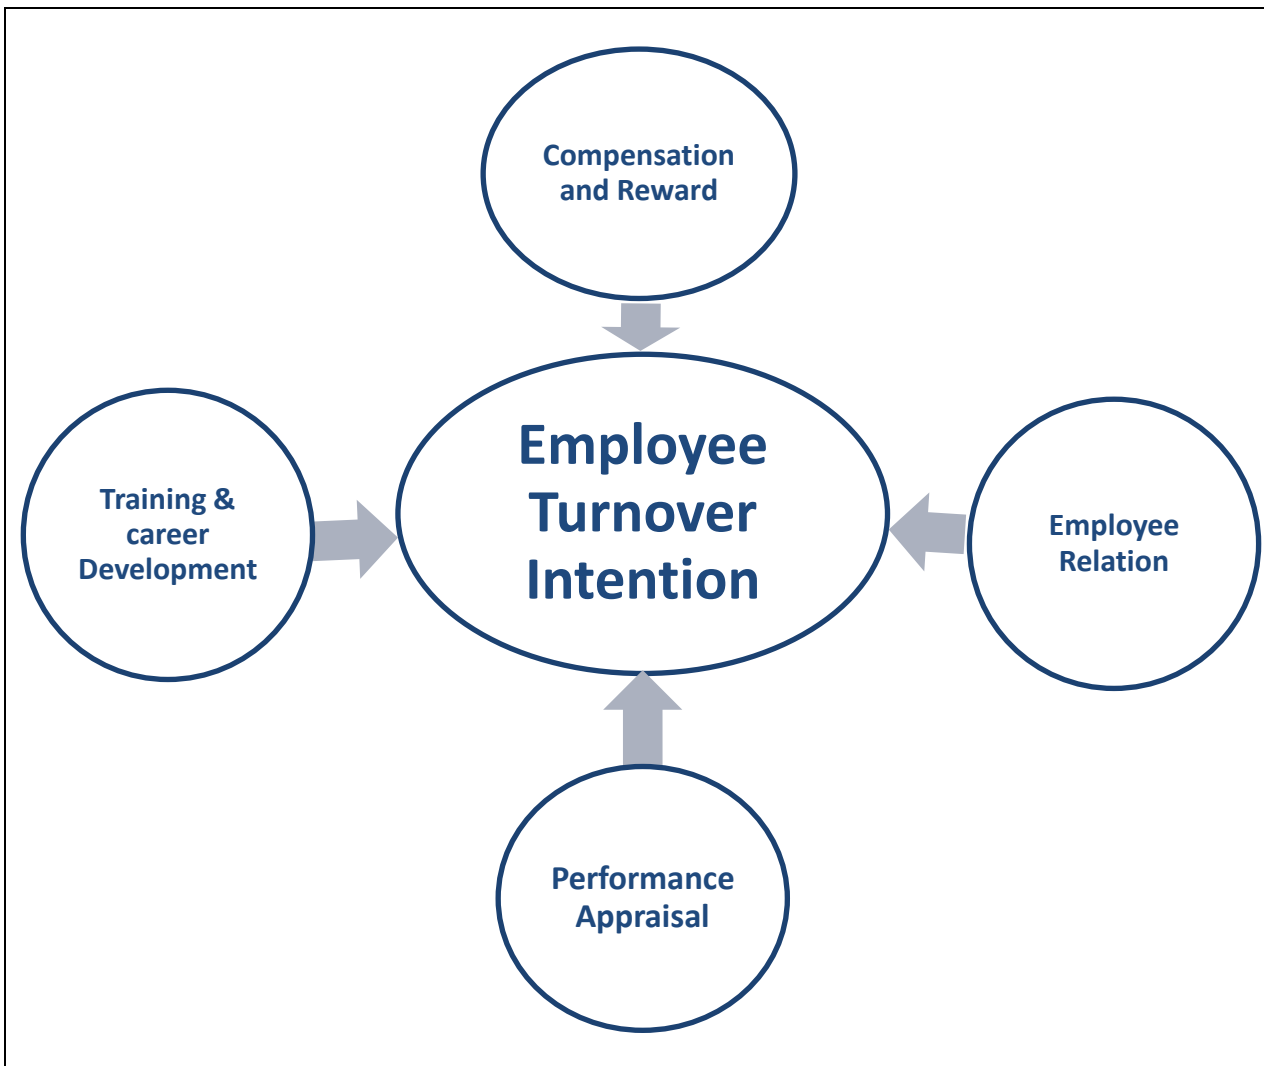 Compensation
and Reward
Employee
Turnover
Intention
Training &
career
Development
Employee
Relation
Performance
Appraisal